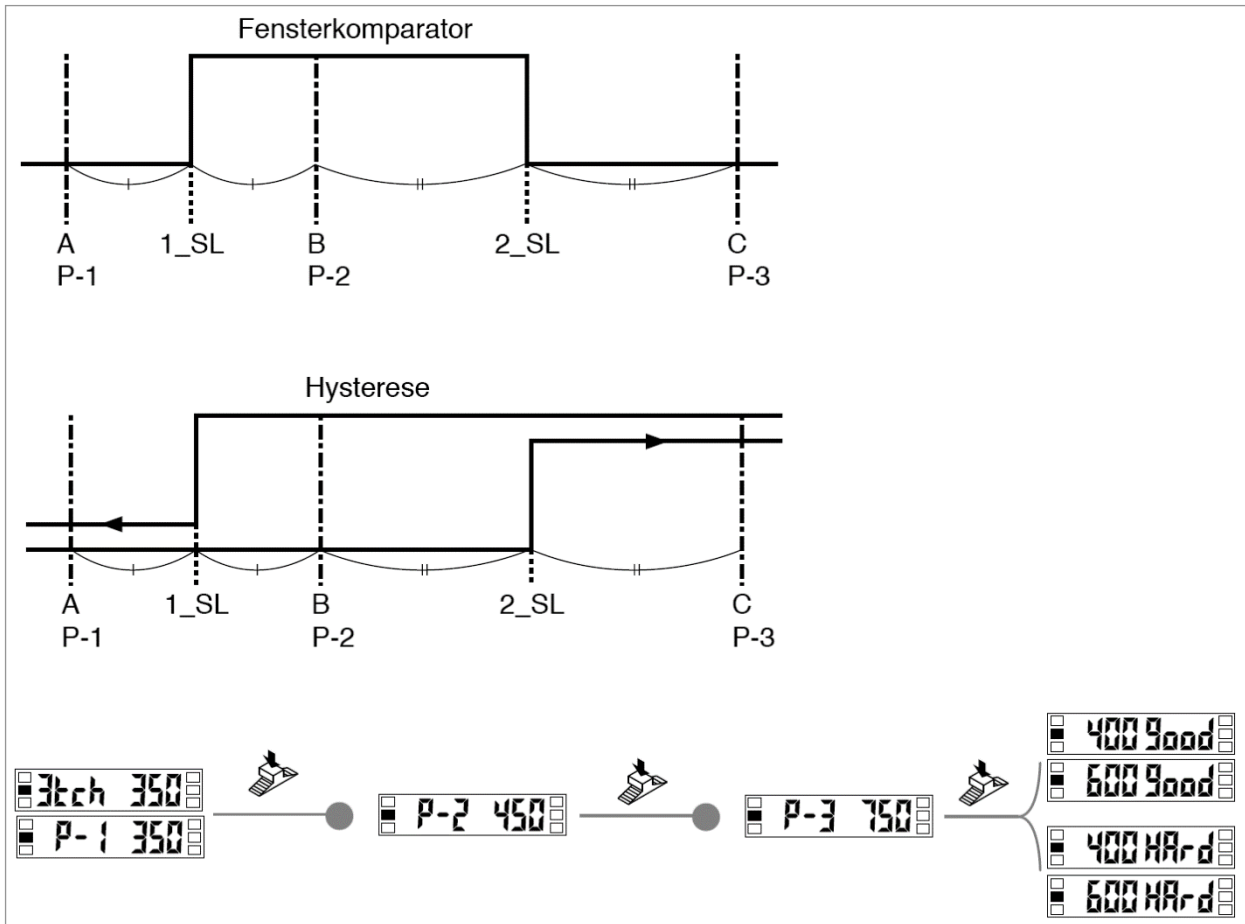 Fensterkomparator
A 1_SL B 2_SL C
P-1 P-2 P-3
Hysterese
A 1_SL B 2_SL C
P-1 P-2 P-3
3tch 350
P-1 350
P-2 450
P-3 750
400 good
600 good
400 HArd
600 HArd